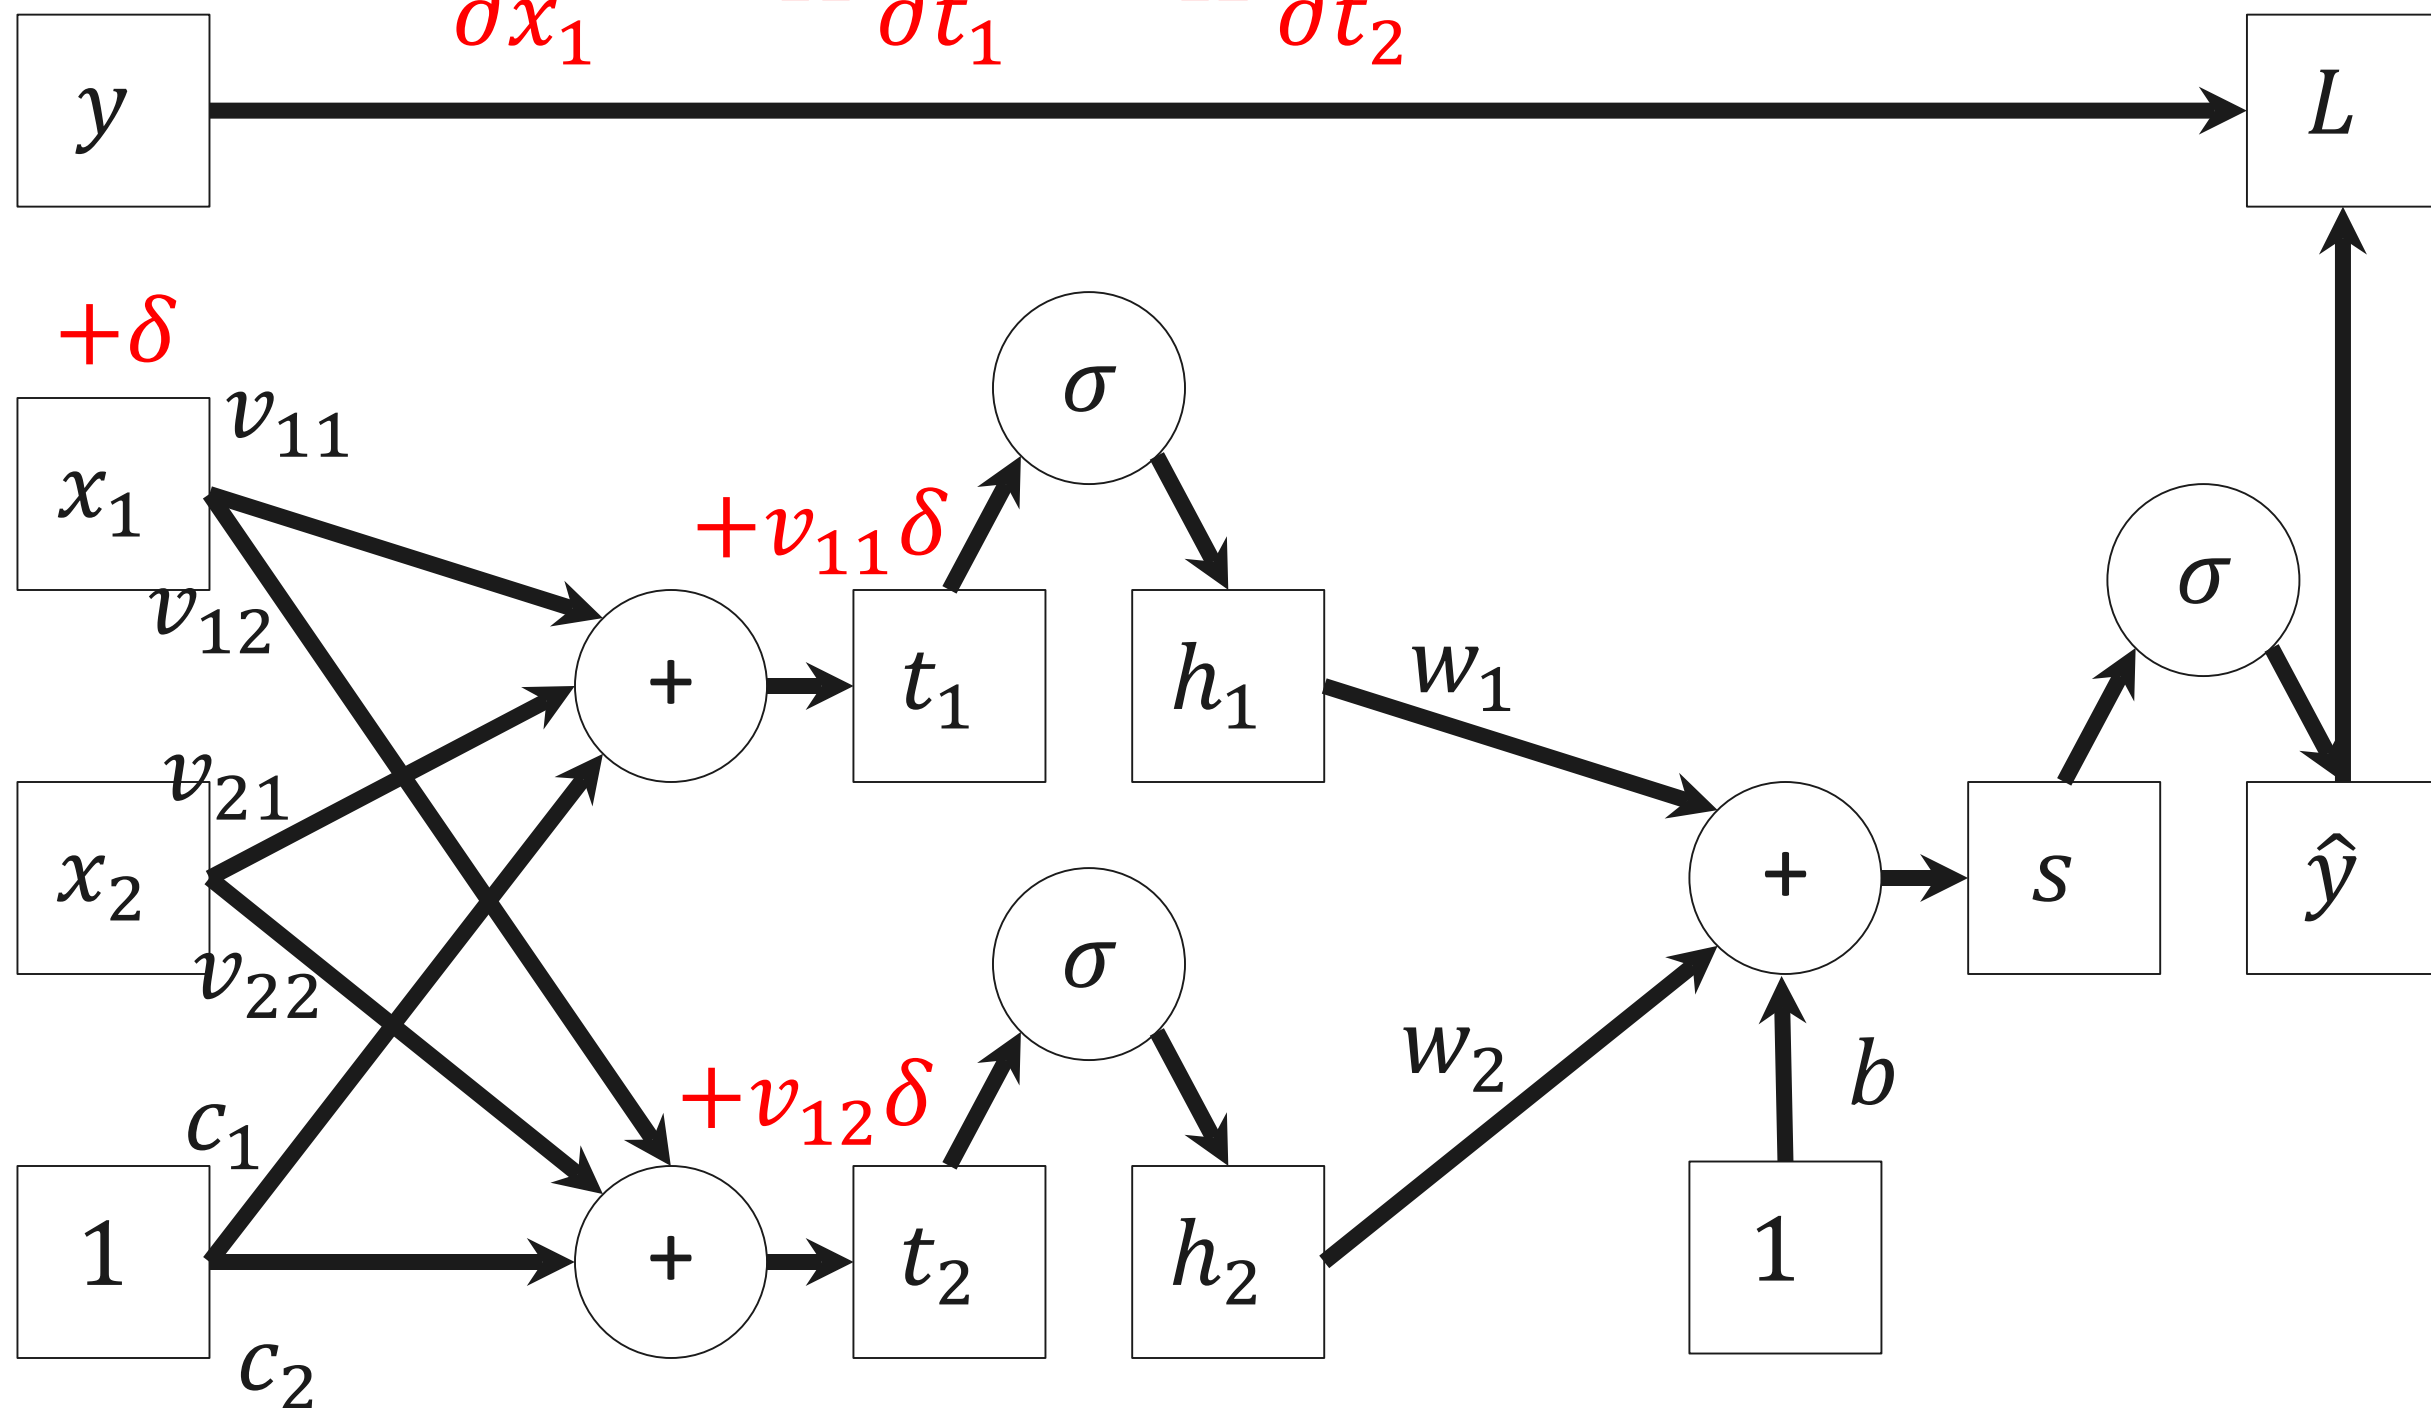 ∂x₁ ∂t₁ ∂t₂
y L
+δ
v₁₁
σ
x₁
+v₁₁δ
σ
v₁₂
+ t₁ h₁ w₁
v₂₁
x₂ + s ŷ
v₂₂
σ
w₂ b
+v₁₂δ
c₁
1 + t₂ h₂ 1
c₂